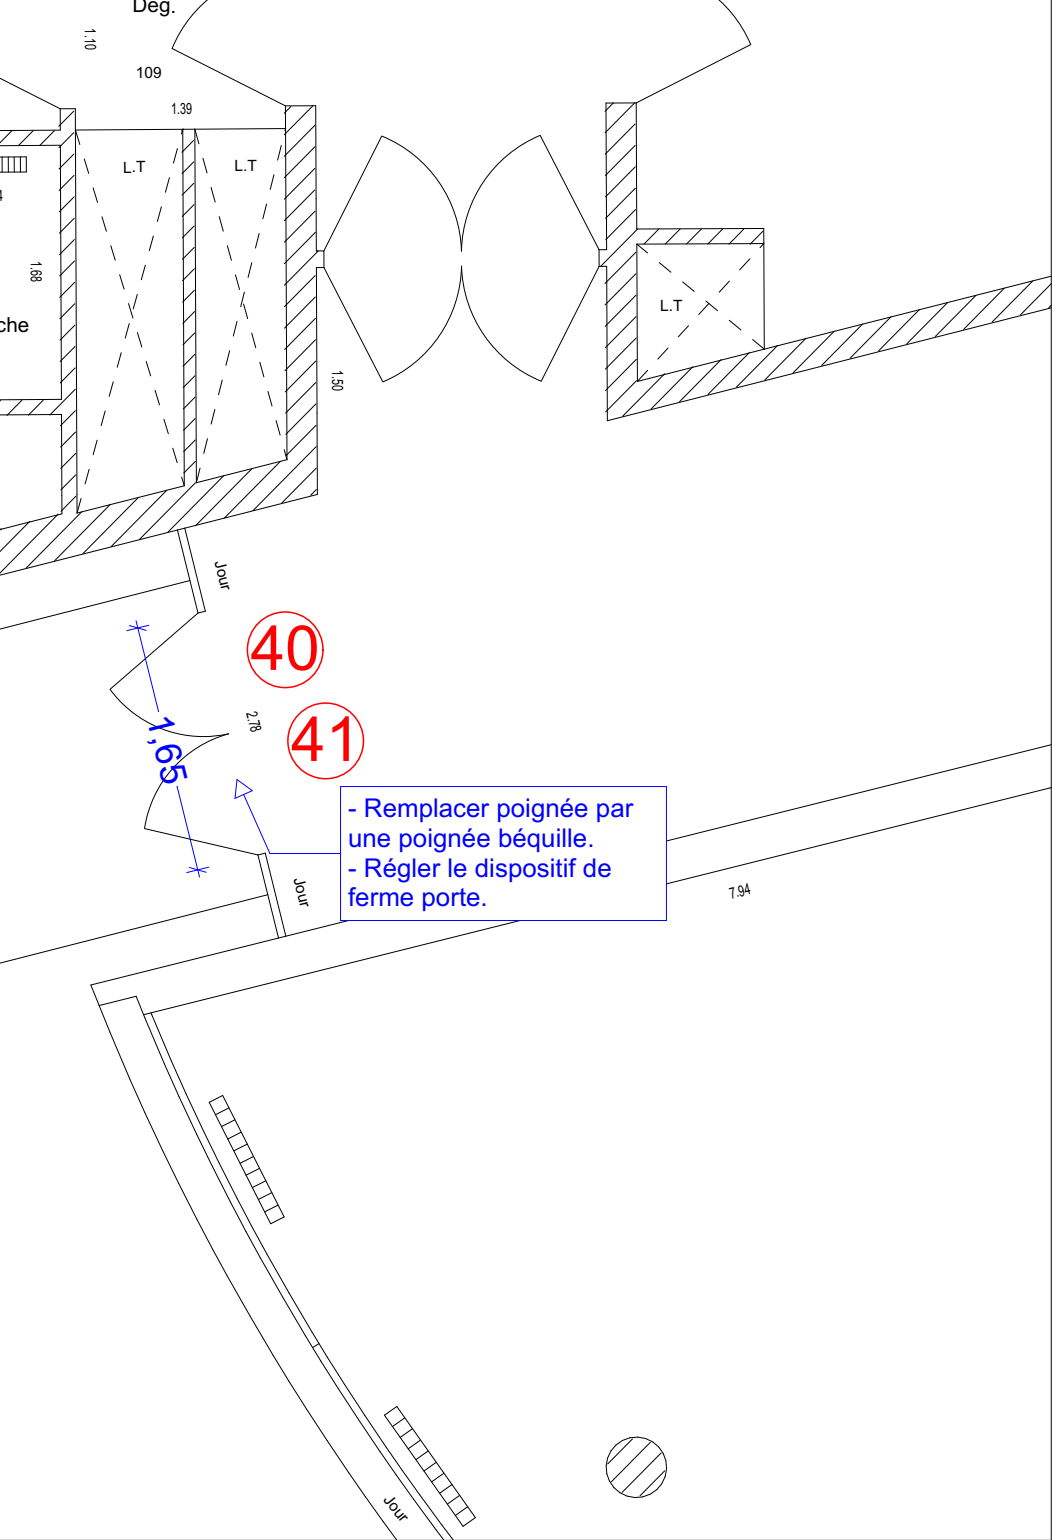 Deg.
1.10
109
1.39
L.T
L.T
1.68
che
L.T
1.50
Jour
40
2.78
41
1,65
- Remplacer poignée par
une poignée béquille.
- Régler le dispositif de
ferme porte.
Jour
7.94
Jour